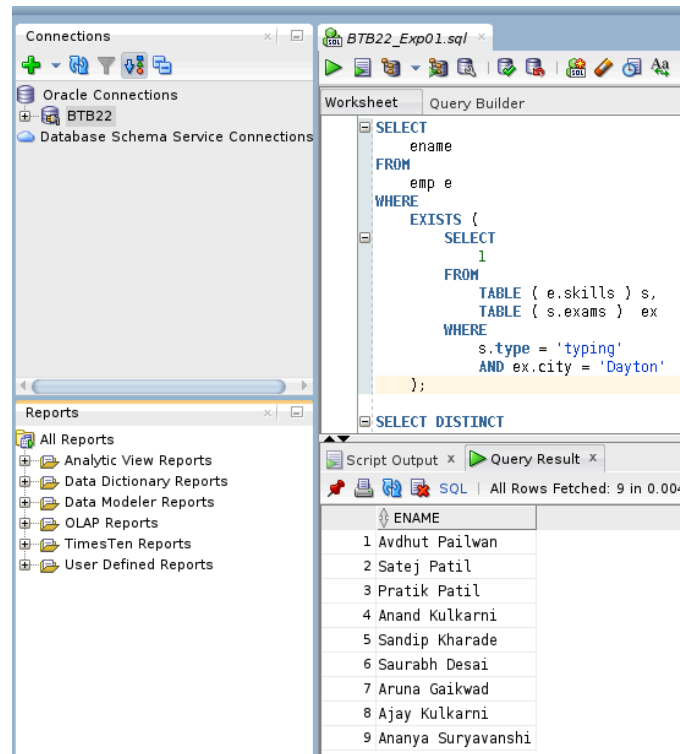 Connections
Oracle Connections
BTB22
Database Schema Service Connections
Reports
All Reports
Analytic View Reports
Data Dictionary Reports
Data Modeler Reports
OLAP Reports
TimesTen Reports
User Defined Reports
BTB22_Exp01.sql
Worksheet Query Builder
SELECT
ename
FROM
emp e
WHERE
EXISTS (
SELECT
1
FROM
TABLE ( e.skills ) s,
TABLE ( s.exams ) ex
WHERE
s.type = 'typing'
AND ex.city = 'Dayton'
);
SELECT DISTINCT
Script Output x Query Result x
SQL | All Rows Fetched: 9 in 0.004
ENAME
1 Avdhut Pailwan
2 Satej Patil
3 Pratik Patil
4 Anand Kulkarni
5 Sandip Kharade
6 Saurabh Desai
7 Aruna Gaikwad
8 Ajay Kulkarni
9 Ananya Suryavanshi